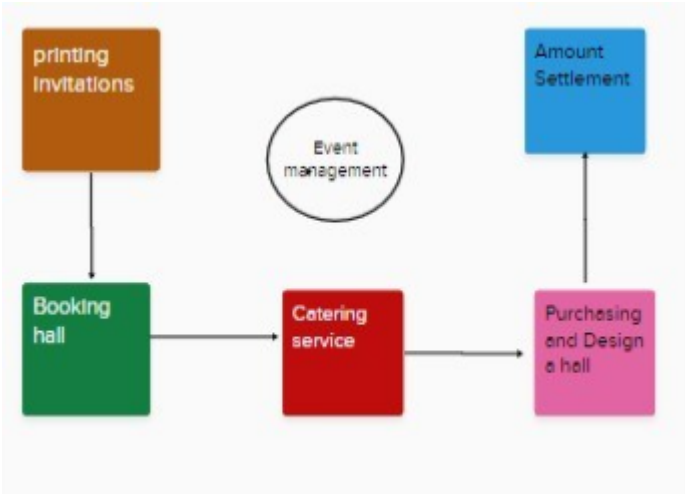 printing
Invitations
Amount
Settlement
Event
management
Booking
hall
Catering
service
Purchasing
and Design
a hall